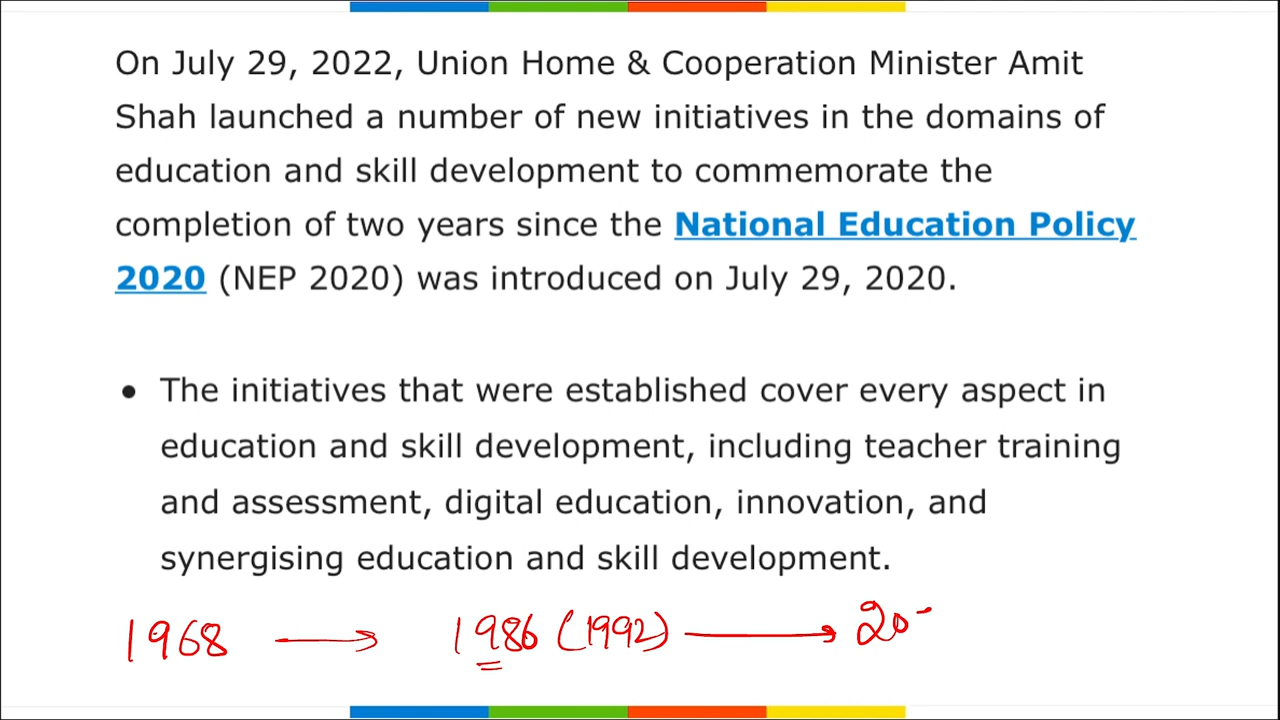 On July 29, 2022, Union Home & Cooperation Minister Amit
Shah launched a number of new initiatives in the domains of
education and skill development to commemorate the
completion of two years since the National Education Policy
2020 (NEP 2020) was introduced on July 29, 2020.
• The initiatives that were established cover every aspect in
education and skill development, including teacher training
and assessment, digital education, innovation, and
synergising education and skill development.
1968 → 1986 (1992) →